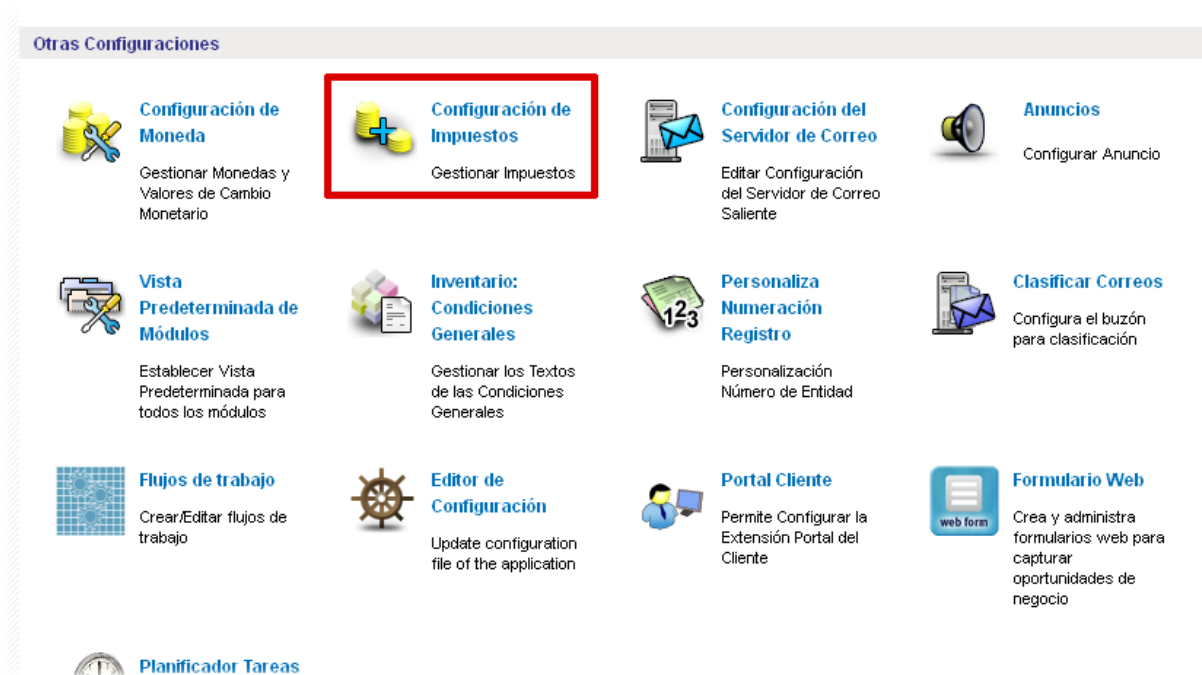 Otras Configuraciones
Configuración de
Moneda
Gestionar Monedas y
Valores de Cambio
Monetario
Configuración de
Impuestos
Gestionar Impuestos
Configuración del
Servidor de Correo
Editar Configuración
del Servidor de Correo
Saliente
Anuncios
Configurar Anuncio
Vista
Predeterminada de
Módulos
Establecer Vista
Predeterminada para
todos los módulos
Inventario:
Condiciones
Generales
Gestionar los Textos
de las Condiciones
Generales
123
Personaliza
Numeración
Registro
Personalización
Número de Entidad
Clasificar Correos
Configura el buzón
para clasificación
Flujos de trabajo
Crear/Editar flujos de
trabajo
Editor de
Configuración
Update configuration
file of the application
Portal Cliente
Permite Configurar la
Extensión Portal del
Cliente
web form
Formulario Web
Crea y administra
formularios web para
capturar
oportunidades de
negocio
Planificador Tareas